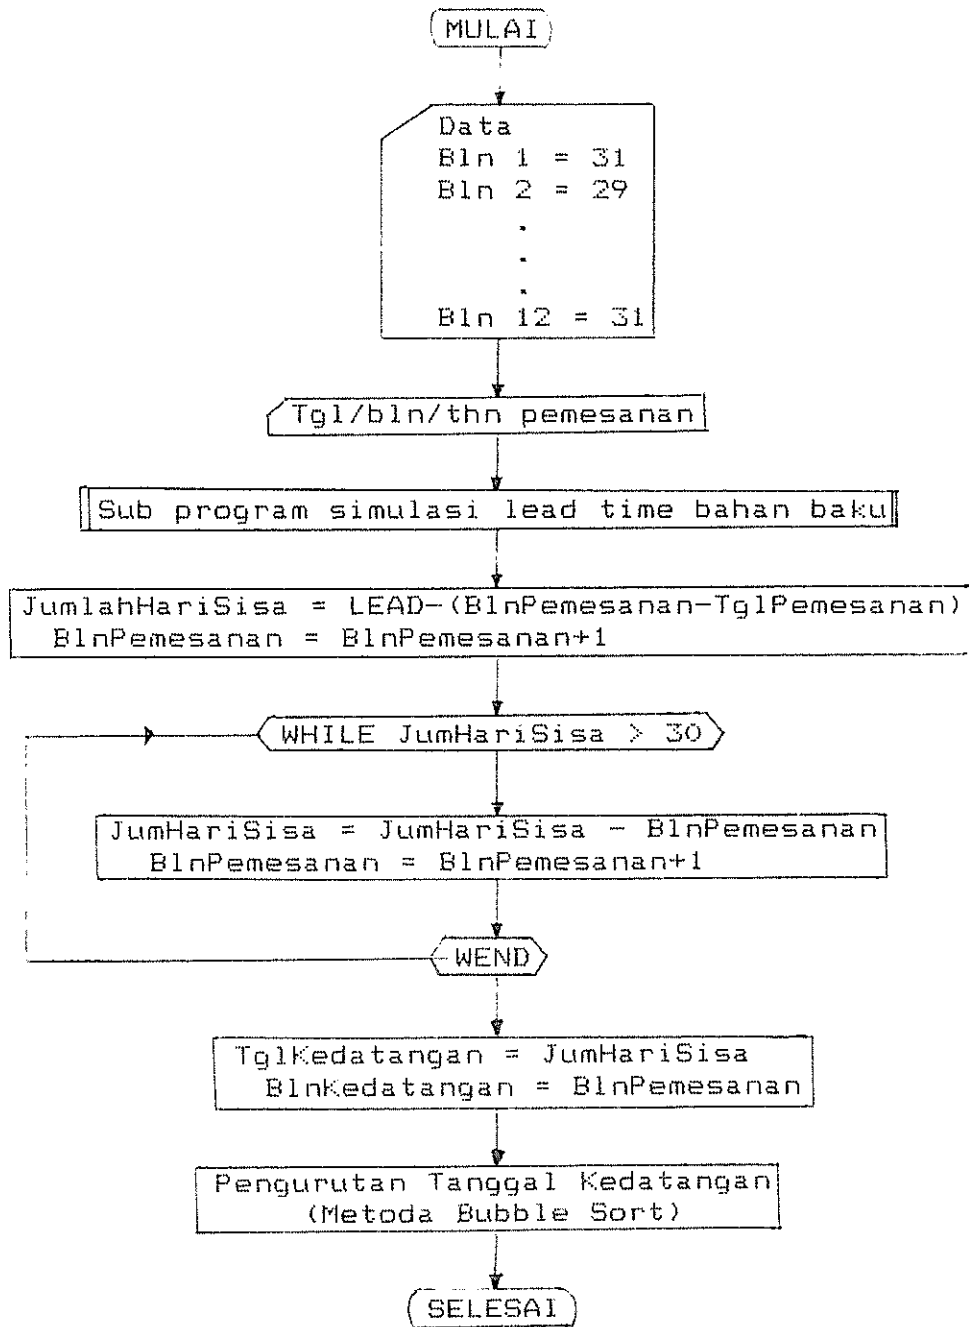 MULAI
Data
Bln 1 = 31
Bln 2 = 29
.
.
.
Bln 12 = 31
Tgl/bln/thn pemesanan
Sub program simulasi lead time bahan baku
JumlahHariSisa = LEAD-(BlnPemesanan-TglPemesanan)
BlnPemesanan = BlnPemesanan+1
WHILE JumHariSisa > 30
JumHariSisa = JumHariSisa - BlnPemesanan
BlnPemesanan = BlnPemesanan+1
WEND
TglKedatangan = JumHariSisa
BlnKedatangan = BlnPemesanan
Pengurutan Tanggal Kedatangan
(Metoda Bubble Sort)
SELESAI